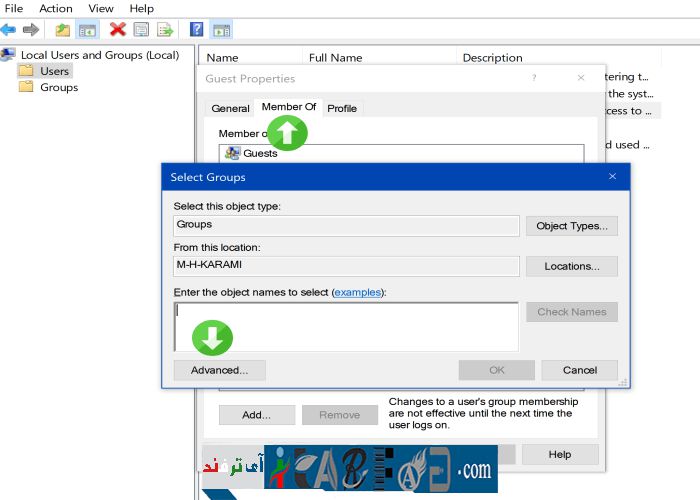 File Action View Help
Local Users and Groups (Local)
Users
Groups
Name Full Name Description
tering t...
the syst...
cess to ...
d used ...
Guest Properties ? ×
General Member Of Profile
Member o
Guests
Select Groups ×
Select this object type:
Groups
Object Types...
From this location:
M-H-KARAMI
Locations...
Enter the object names to select (examples):
Check Names
Advanced...
OK
Cancel
Add...
Remove
Changes to a user's group membership
are not effective until the next time the
user logs on.
Help
آی ترفند
.com